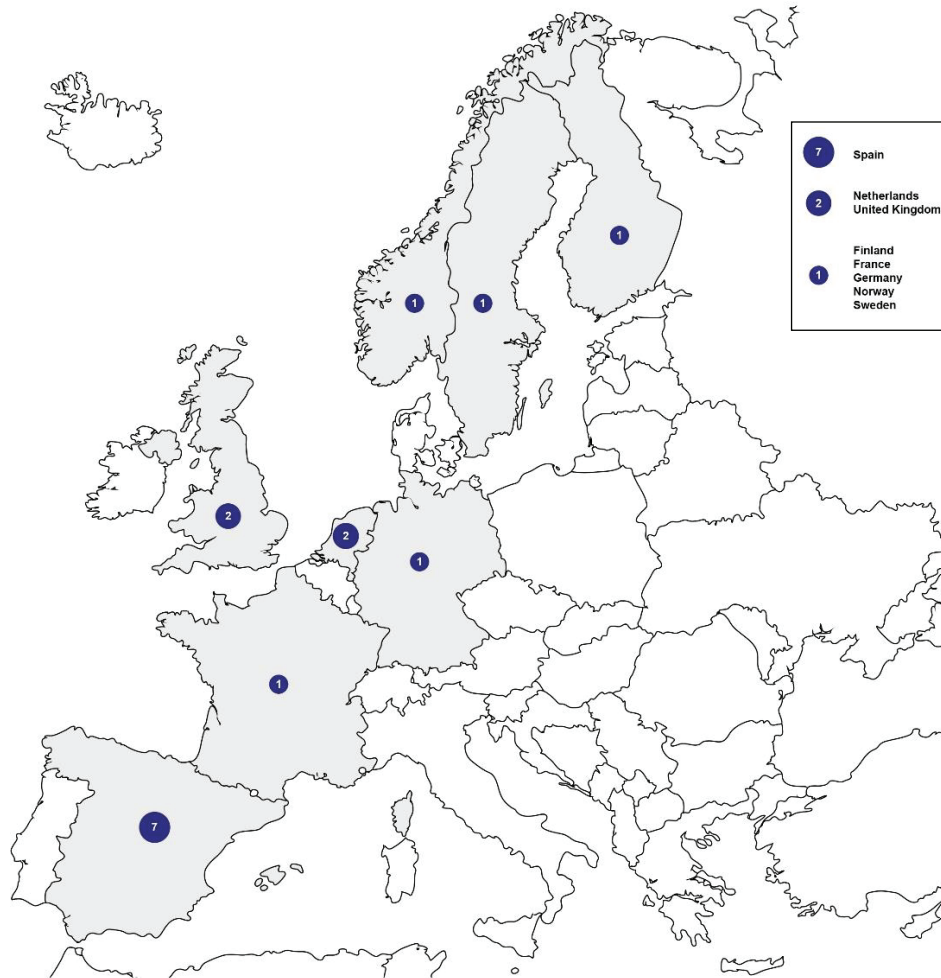 7 Spain
2 Netherlands
United Kingdom
1 Finland
France
Germany
Norway
Sweden
1
1
1
2
2
1
1
7